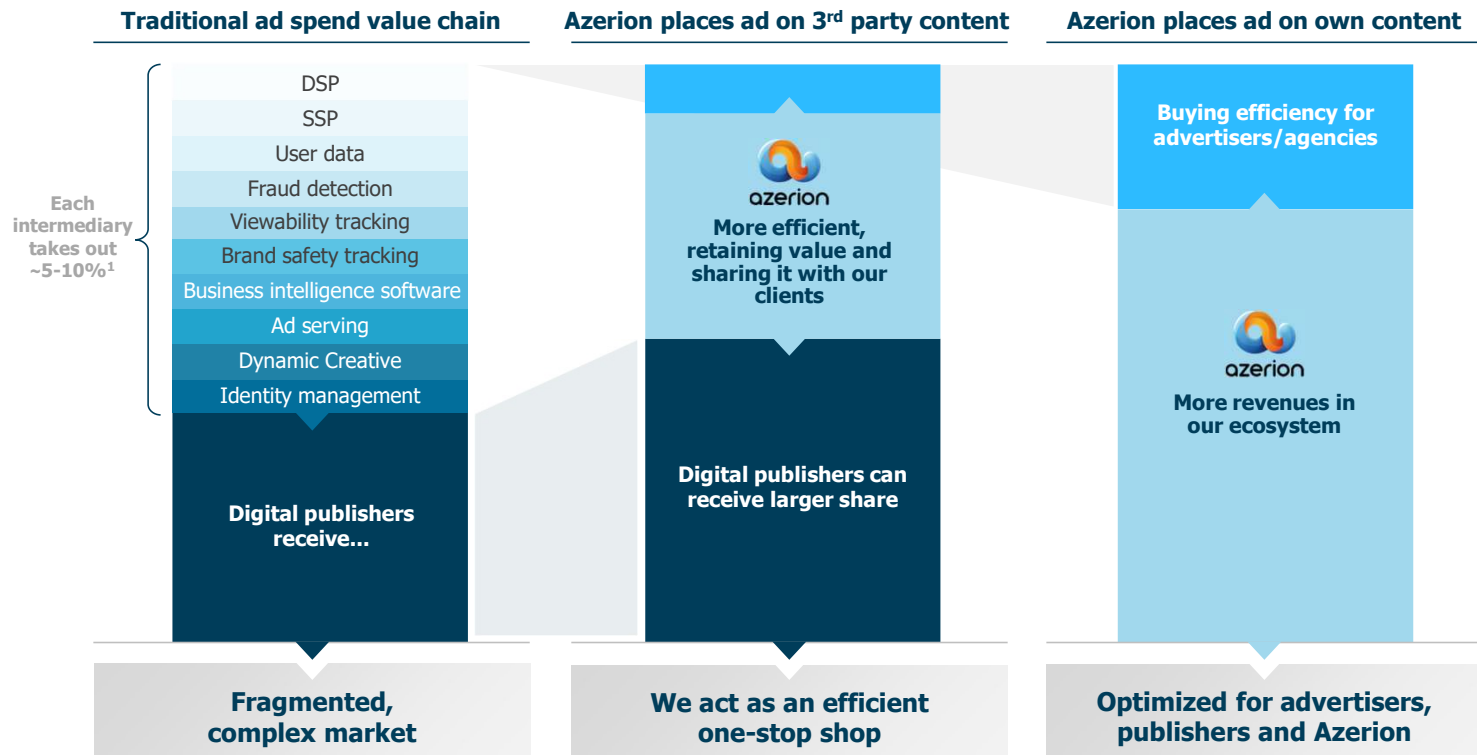 Traditional ad spend value chain
Azerion places ad on 3rd party content
Azerion places ad on own content
Each
intermediary
takes out
~5-10%1
DSP
SSP
User data
Fraud detection
Viewability tracking
Brand safety tracking
Business intelligence software
Ad serving
Dynamic Creative
Identity management
Digital publishers
receive...
Fragmented,
complex market
azerion
More efficient,
retaining value and
sharing it with our
clients
Digital publishers can
receive larger share
We act as an efficient
one-stop shop
Buying efficiency for
advertisers/agencies
azerion
More revenues in
our ecosystem
Optimized for advertisers,
publishers and Azerion